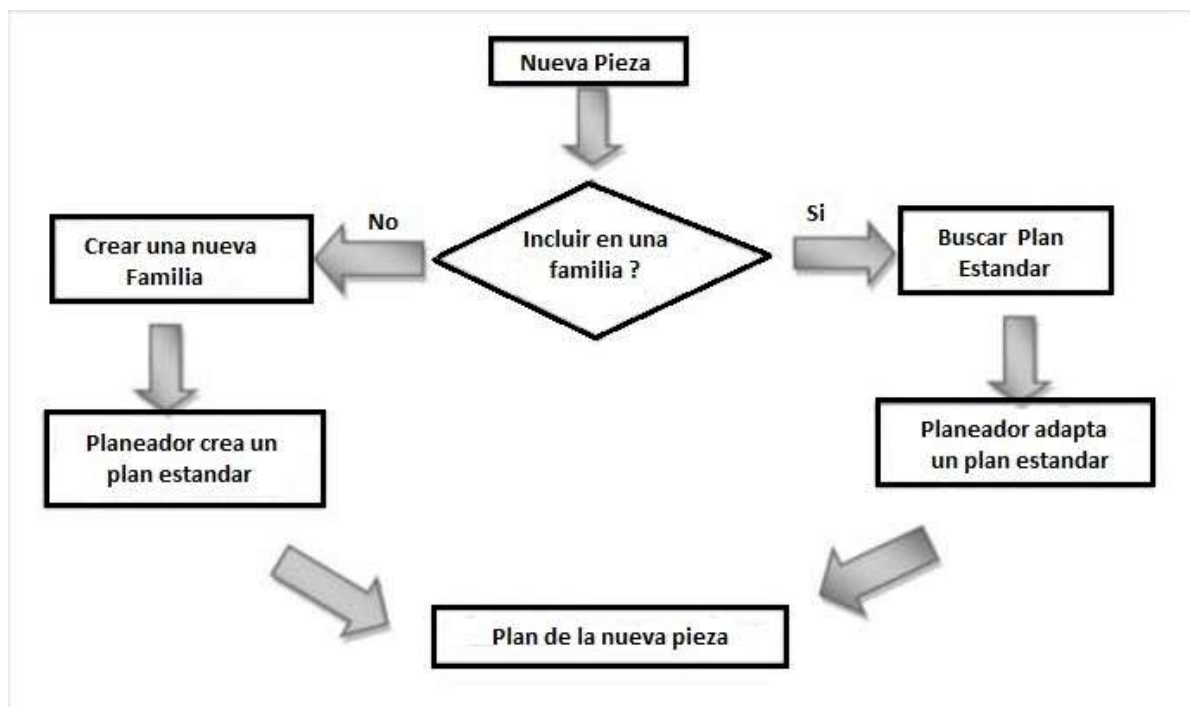 Nueva Pieza
No
Si
Crear una nueva
Familia
Incluir en una
familia ?
Buscar Plan
Estandar
Planeador crea un
plan estandar
Planeador adapta
un plan estandar
Plan de la nueva pieza